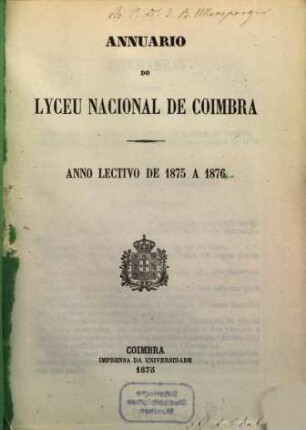 ANNUARIO
DO
LYCEU NACIONAL DE COIMBRA
ANNO LECTIVO DE 1875 A 1876
COIMBRA
IMPRENSA DA UNIVERSIDADE
1875